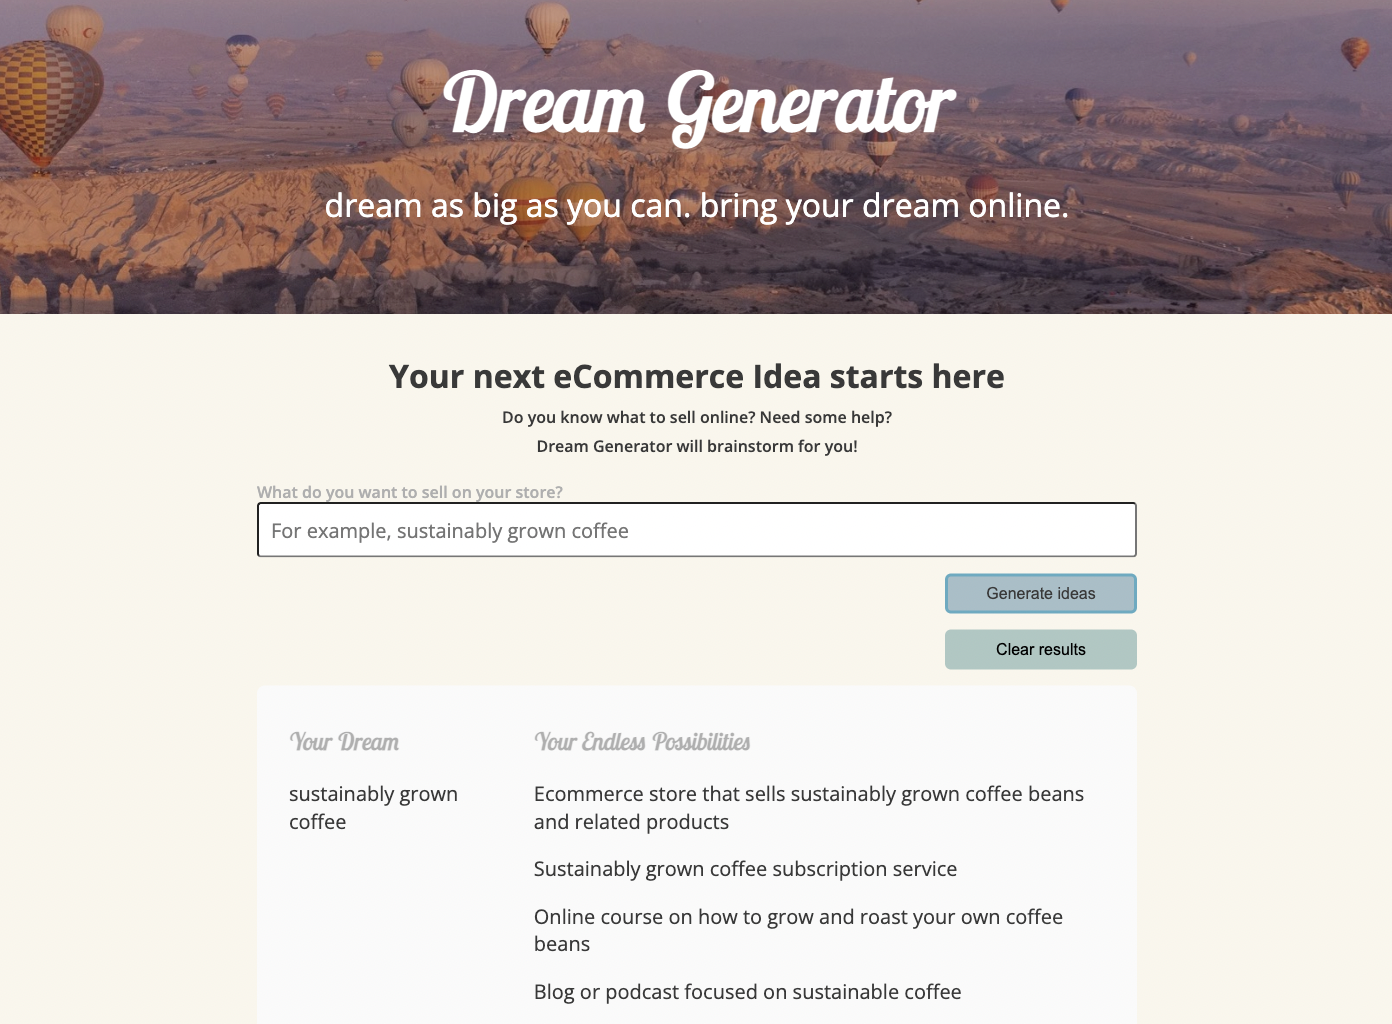 Dream Generator
dream as big as you can. bring your dream online.
Your next eCommerce Idea starts here
Do you know what to sell online? Need some help?
Dream Generator will brainstorm for you!
What do you want to sell on your store?
For example, sustainably grown coffee
Generate ideas
Clear results
Your Dream
sustainably grown
coffee
Your Endless Possibilities
Ecommerce store that sells sustainably grown coffee beans
and related products
Sustainably grown coffee subscription service
Online course on how to grow and roast your own coffee
beans
Blog or podcast focused on sustainable coffee